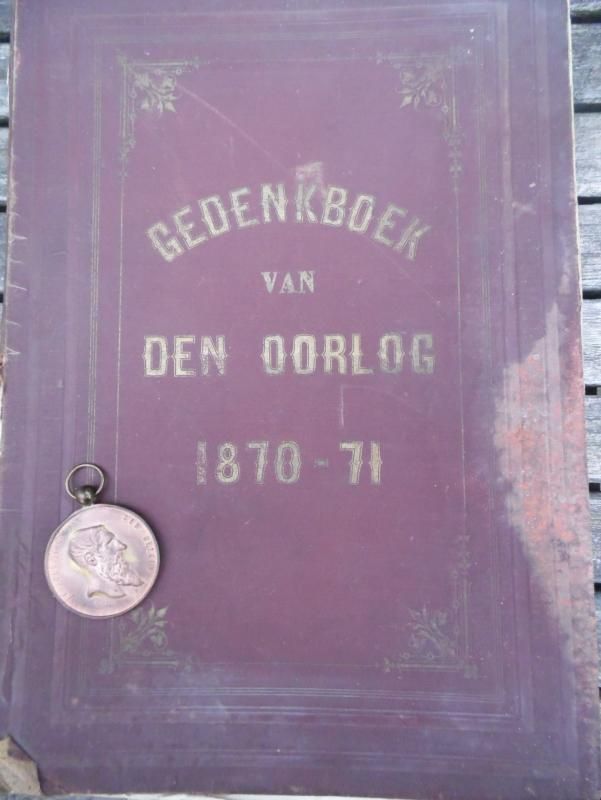 GEDENKBOEK
VAN
DEN OORLOG
1870-71